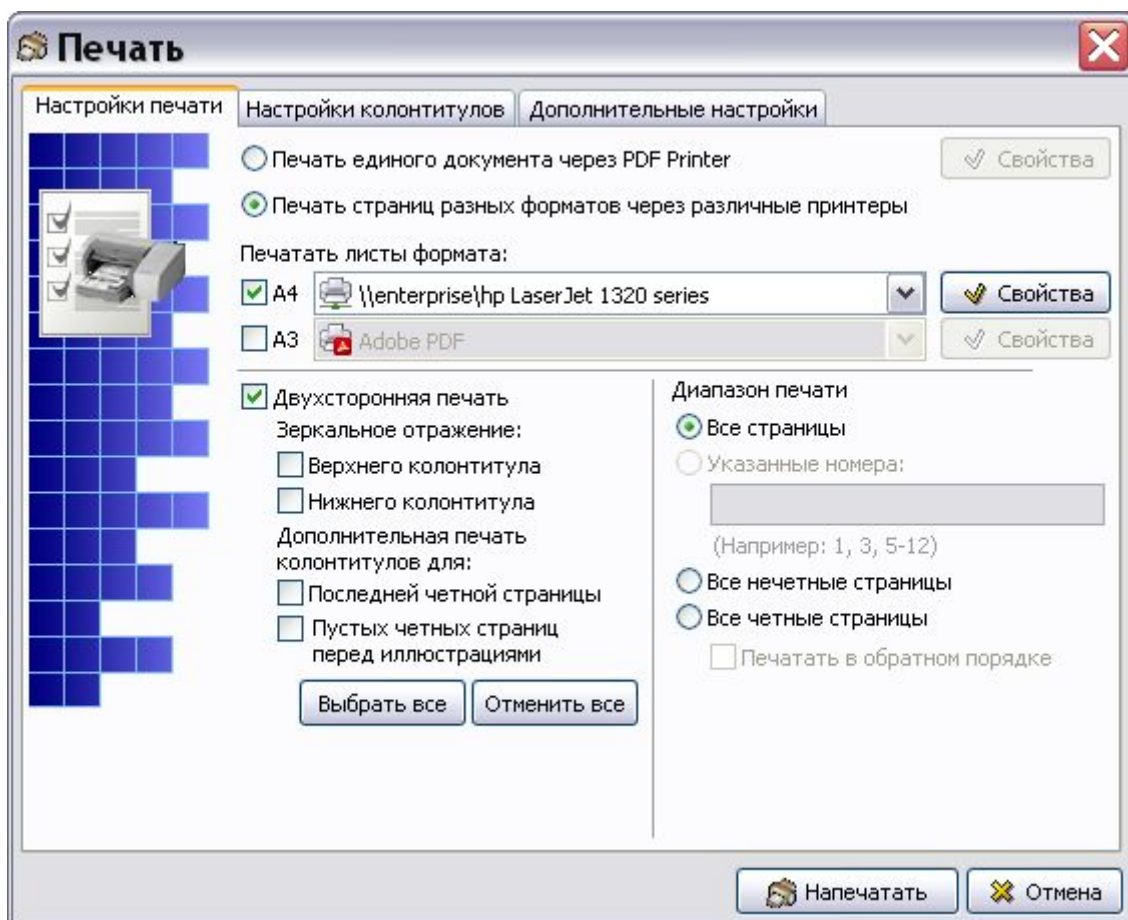 Печать
Настройки печати
Настройки колонтитулов
Дополнительные настройки
Печать единого документа через PDF Printer
Свойства
Печать страниц разных форматов через различные принтеры
Печатать листы формата:
A4
\\enterprise\hp LaserJet 1320 series
Свойства
A3
Adobe PDF
Свойства
Двухсторонняя печать
Зеркальное отражение:
Верхнего колонтитула
Нижнего колонтитула
Дополнительная печать
колонтитулов для:
Последней четной страницы
Пустых четных страниц
перед иллюстрациями
Выбрать все
Отменить все
Диапазон печати
Все страницы
Указанные номера:
(Например: 1, 3, 5-12)
Все нечетные страницы
Все четные страницы
Печатать в обратном порядке
Напечатать
Отмена